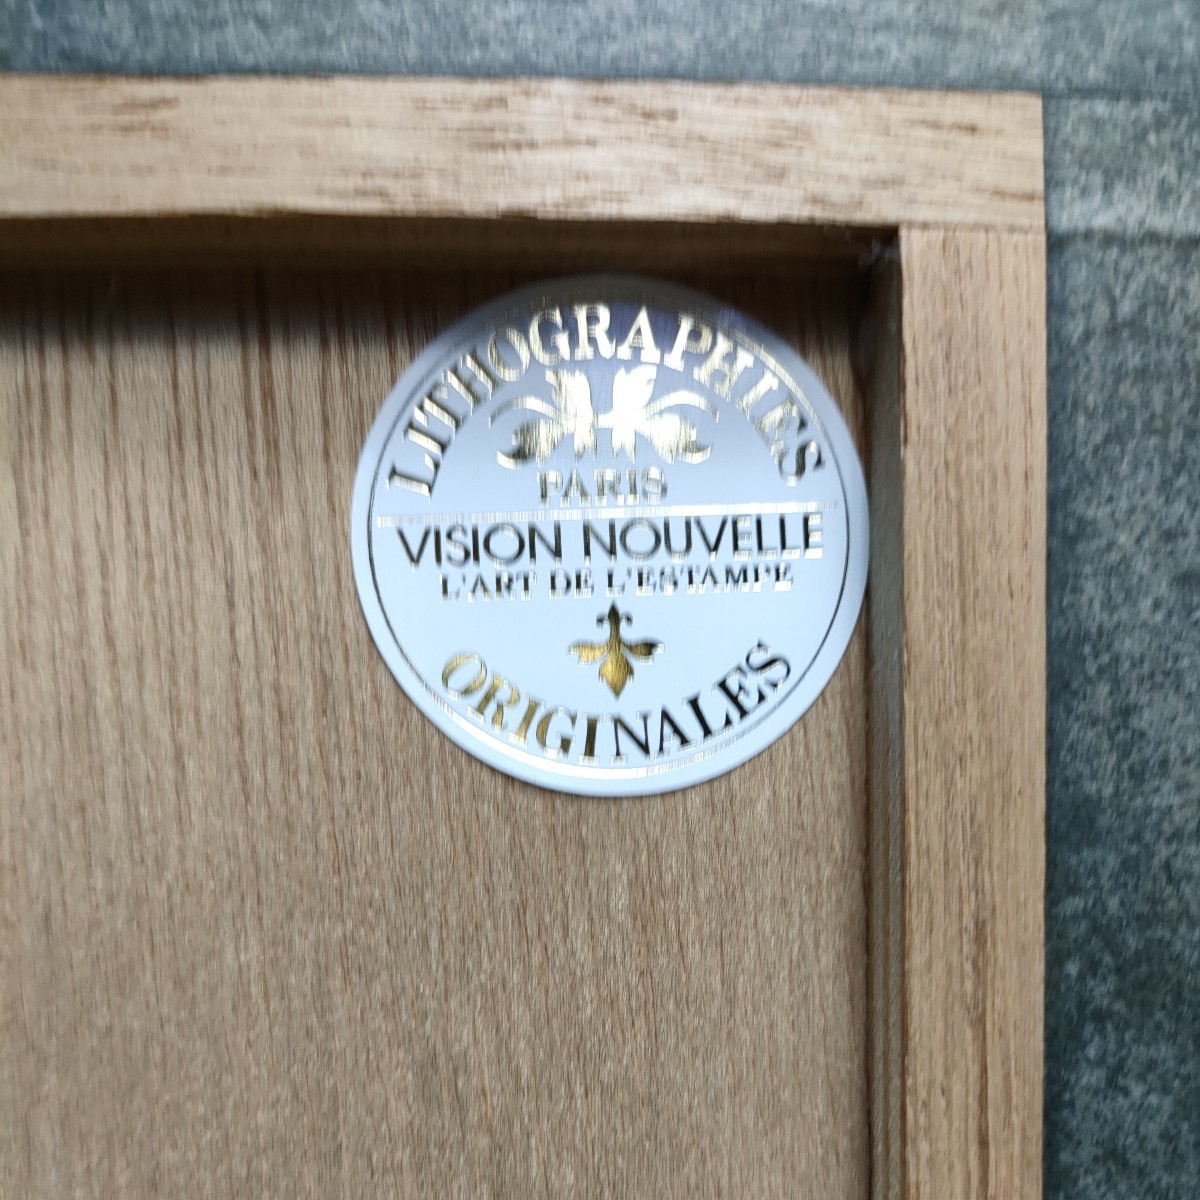 LITHOGRAPHIES
PARIS
VISION NOUVELLE
L'ART DE L'ESTAMPE
ORIGINALES